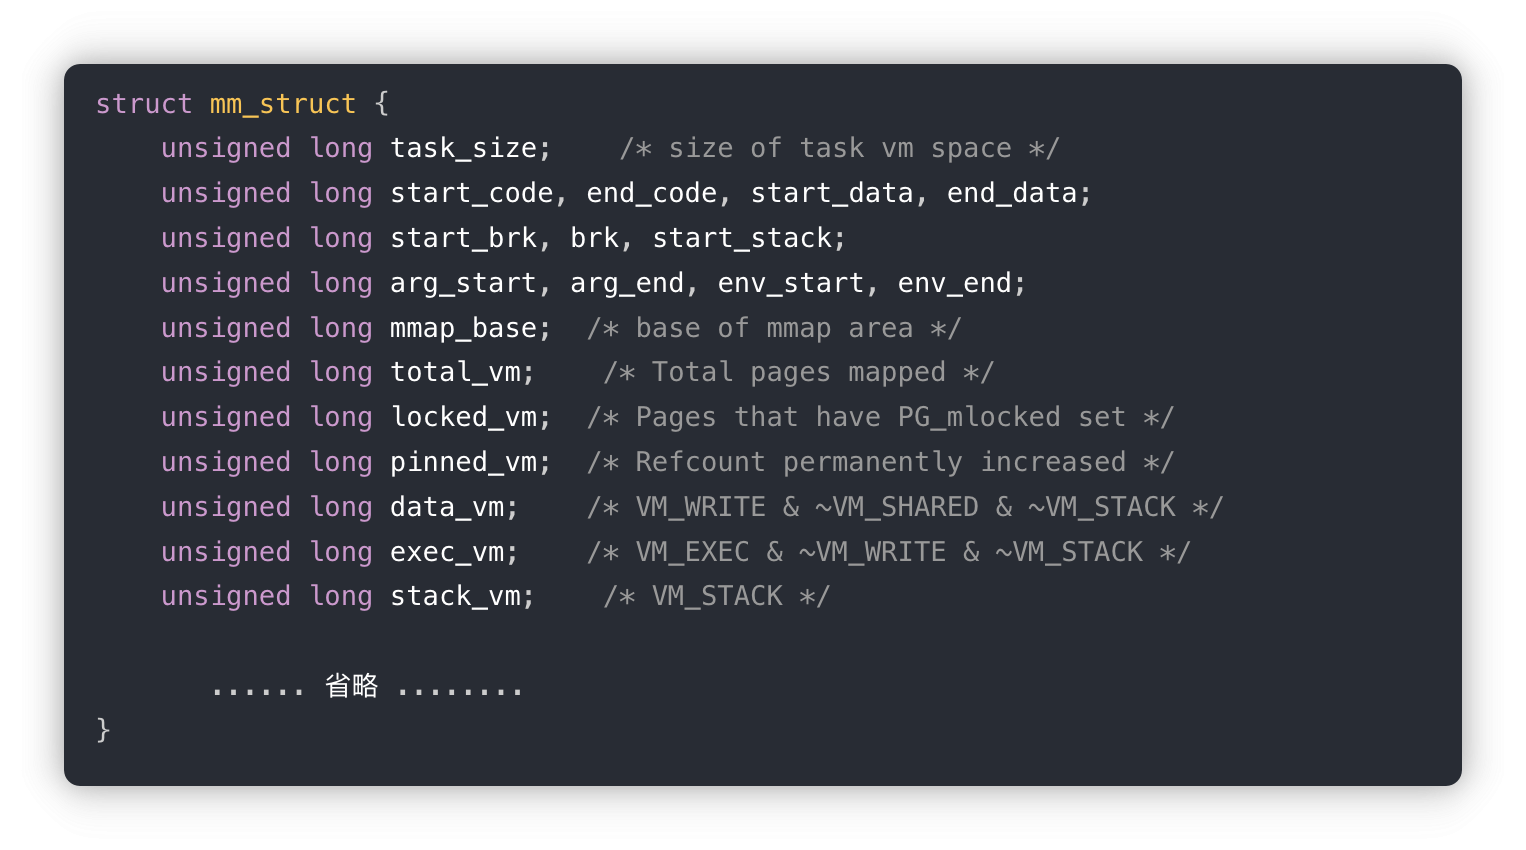 struct mm_struct {
    unsigned long task_size;    /* size of task vm space */
    unsigned long start_code, end_code, start_data, end_data;
    unsigned long start_brk, brk, start_stack;
    unsigned long arg_start, arg_end, env_start, env_end;
    unsigned long mmap_base;  /* base of mmap area */
    unsigned long total_vm;    /* Total pages mapped */
    unsigned long locked_vm;  /* Pages that have PG_mlocked set */
    unsigned long pinned_vm;  /* Refcount permanently increased */
    unsigned long data_vm;    /* VM_WRITE & ~VM_SHARED & ~VM_STACK */
    unsigned long exec_vm;    /* VM_EXEC & ~VM_WRITE & ~VM_STACK */
    unsigned long stack_vm;    /* VM_STACK */

       ...... 省略 ........
}